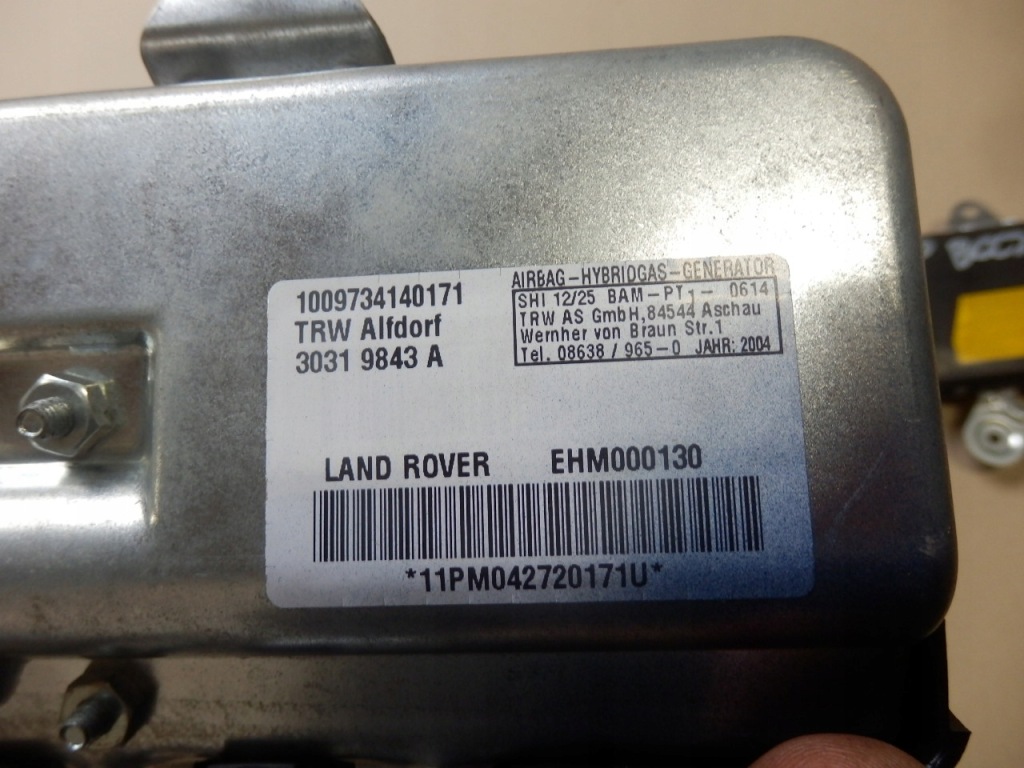 1009734140171
TRW Alfdorf
3031 9843 A
AIRBAG-HYBRIOGAS-GENERATOR
SHI 12/25 BAM-PT1- 0614
TRW AS GmbH,84544 Aschau
Wernher von Braun Str.1
Tel. 08638 / 965-0 JAHR: 2004
LAND ROVER EHM000130
*11PM042720171U*